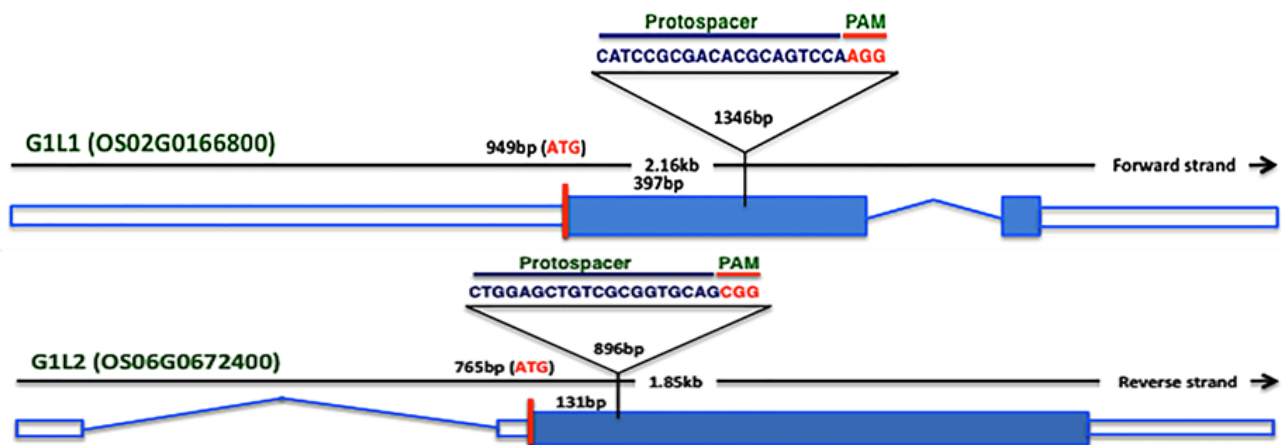 Protospacer PAM
CATCCGCGACACGCAGTCCAAGG
1346bp
G1L1 (OS02G0166800)
949bp (ATG)
2.16kb
Forward strand
397bp
Protospacer PAM
CTGGAGCTGTCGCGGTGCAGCGG
896bp
G1L2 (OS06G0672400)
765bp (ATG)
1.85kb
Reverse strand
131bp